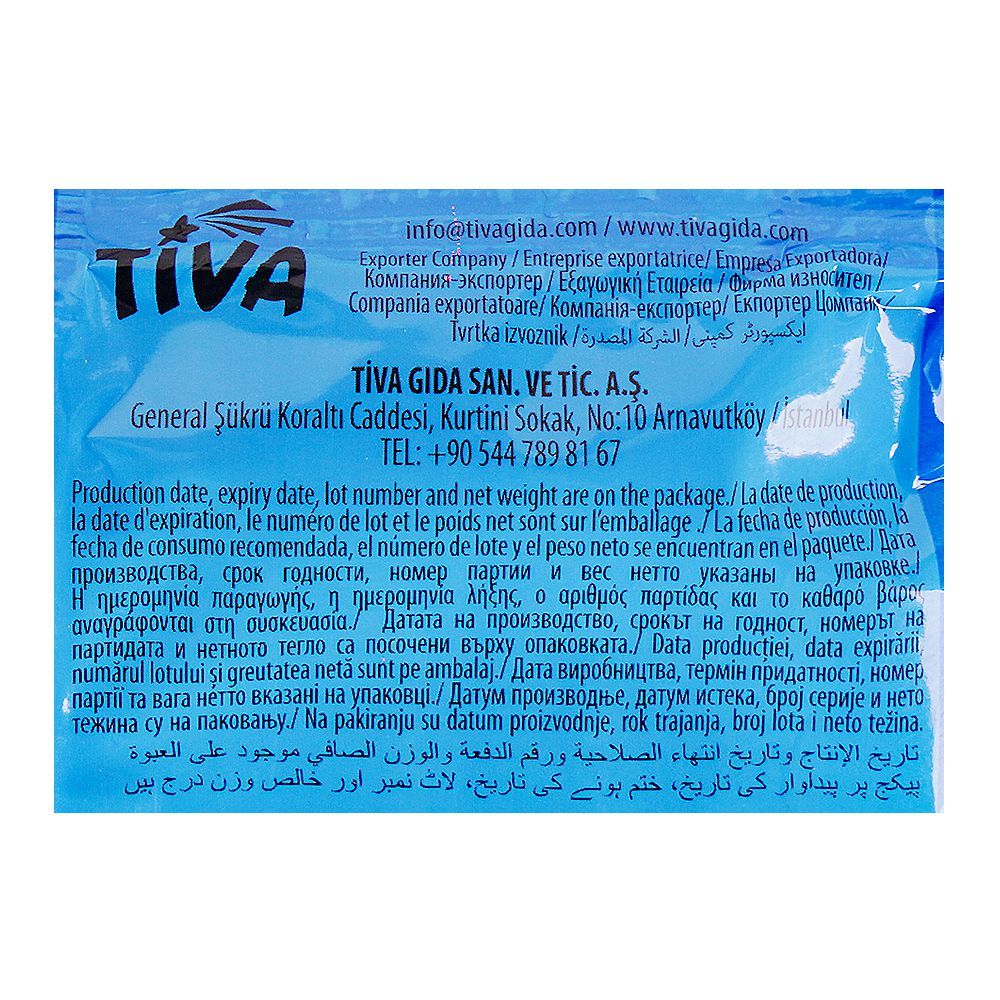 TİVA
info@tivagida.com / www.tivagida.com
Exporter Company / Entreprise exportatrice/ Empresa Exportadora/
Компания-экспортер / Εξαγωγική Εταιρεία / Фирма износител /
Compania exportatoare/ Компанія-експортер/ Екпортер Цомпани/
Tvrtka izvoznik / الشركة المصدرة/ ایکسپورٹر کمپنی
TİVA GIDA SAN. VE TİC. A.Ş.
General Şükrü Koraltı Caddesi, Kurtini Sokak, No:10 Arnavutköy / İstanbul
TEL: +90 544 789 81 67
Production date, expiry date, lot number and net weight are on the package./ La date de production,
la date d'expiration, le numéro de lot et le poids net sont sur l'emballage ./ La fecha de producción, la
fecha de consumo recomendada, el número de lote y el peso neto se encuentran en el paquete./ Дата
производства, срок годности, номер партии и вес нетто указаны на упаковке./
Η ημερομηνία παραγωγής, η ημερομηνία λήξης, ο αριθμός παρτίδας και το καθαρό βάρος
αναγράφονται στη συσκευασία./ Датата на производство, срокът на годност, номерът на
партидата и нетното тегло са посочени върху опаковката./ Data producției, data expirării,
numărul lotului și greutatea netă sunt pe ambalaj./ Дата виробництва, термін придатності, номер
партії та вага нетто вказані на упаковці./ Датум производње, датум истека, број серије и нето
тежина су на паковању./ Na pakiranju su datum proizvodnje, rok trajanja, broj lota i neto težina.
تاريخ الإنتاج وتاريخ انتهاء الصلاحية ورقم الدفعة والوزن الصافي موجود على العبوة
پیکج پر پیداوار کی تاریخ، ختم ہونے کی تاریخ، لاٹ نمبر اور خالص وزن درج ہیں